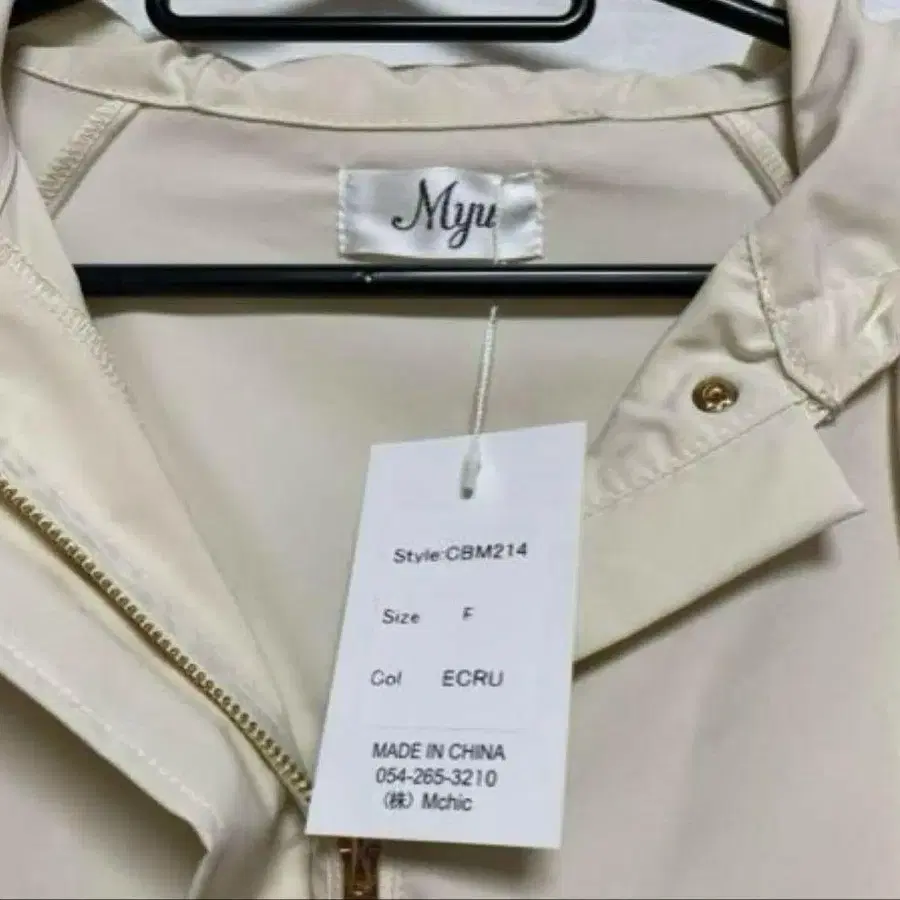 Myu
Style:CBM214
Size F
Col ECRU
MADE IN CHINA
054-265-3210
(株) Mchic